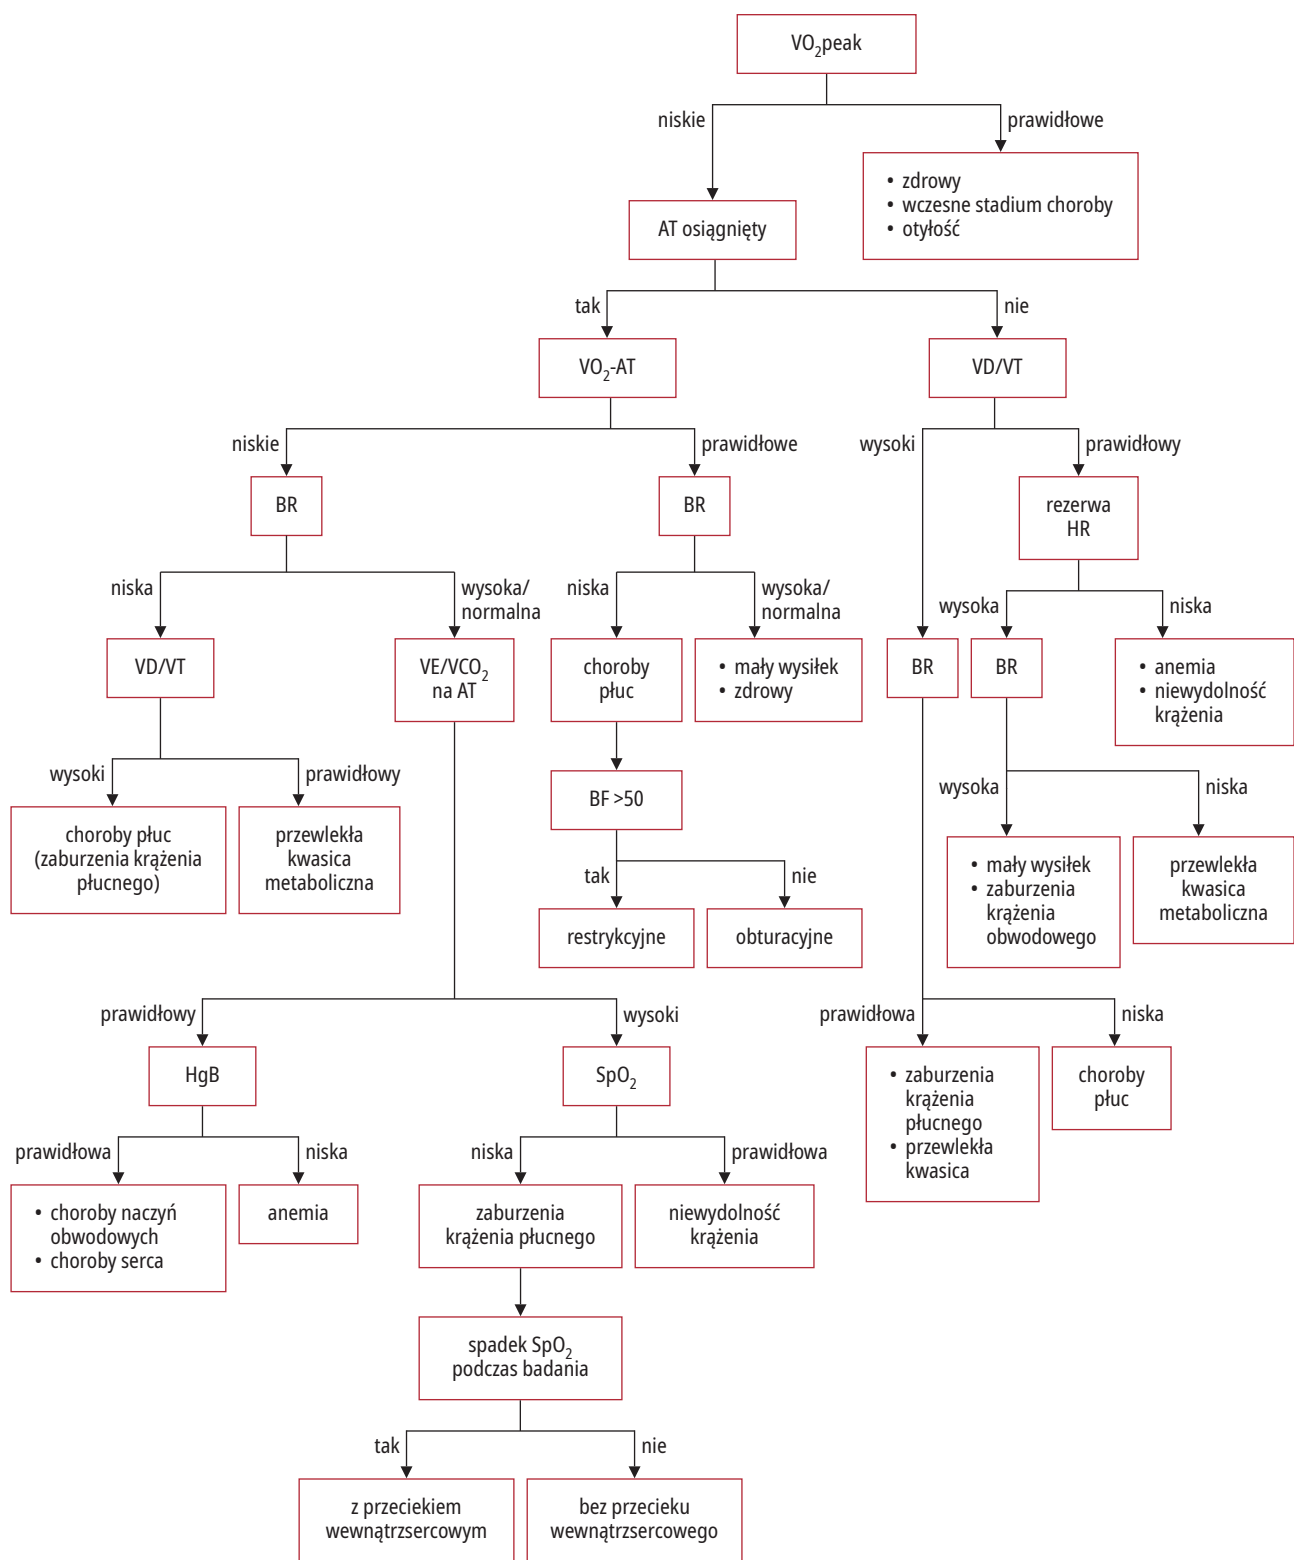 VO₂peak
niskie
prawidłowe
• zdrowy
• wczesne stadium choroby
• otyłość
AT osiągnięty
tak
nie
VO₂-AT
VD/VT
niskie
prawidłowe
wysoki
prawidłowy
BR
BR
rezerwa
HR
niska
wysoka/
normalna
niska
wysoka/
normalna
wysoka
niska
VD/VT
VE/VCO₂
na AT
choroby
płuc
• mały wysiłek
• zdrowy
BR
BR
• anemia
• niewydolność
krążenia
wysoki
prawidłowy
BF >50
wysoka
niska
choroby płuc
(zaburzenia krążenia
płucnego)
przewlekła
kwasica
metaboliczna
tak
nie
• mały wysiłek
• zaburzenia
krążenia
obwodowego
przewlekła
kwasica
metaboliczna
restrykcyjne
obturacyjne
prawidłowy
wysoki
prawidłowa
niska
HgB
SpO₂
• zaburzenia
krążenia
płucnego
• przewlekła
kwasica
choroby
płuc
prawidłowa
niska
niska
prawidłowa
• choroby naczyń
obwodowych
• choroby serca
anemia
zaburzenia
krążenia płucnego
niewydolność
krążenia
spadek SpO₂
podczas badania
tak
nie
z przeciekiem
wewnątrzsercowym
bez przecieku
wewnątrzsercowego